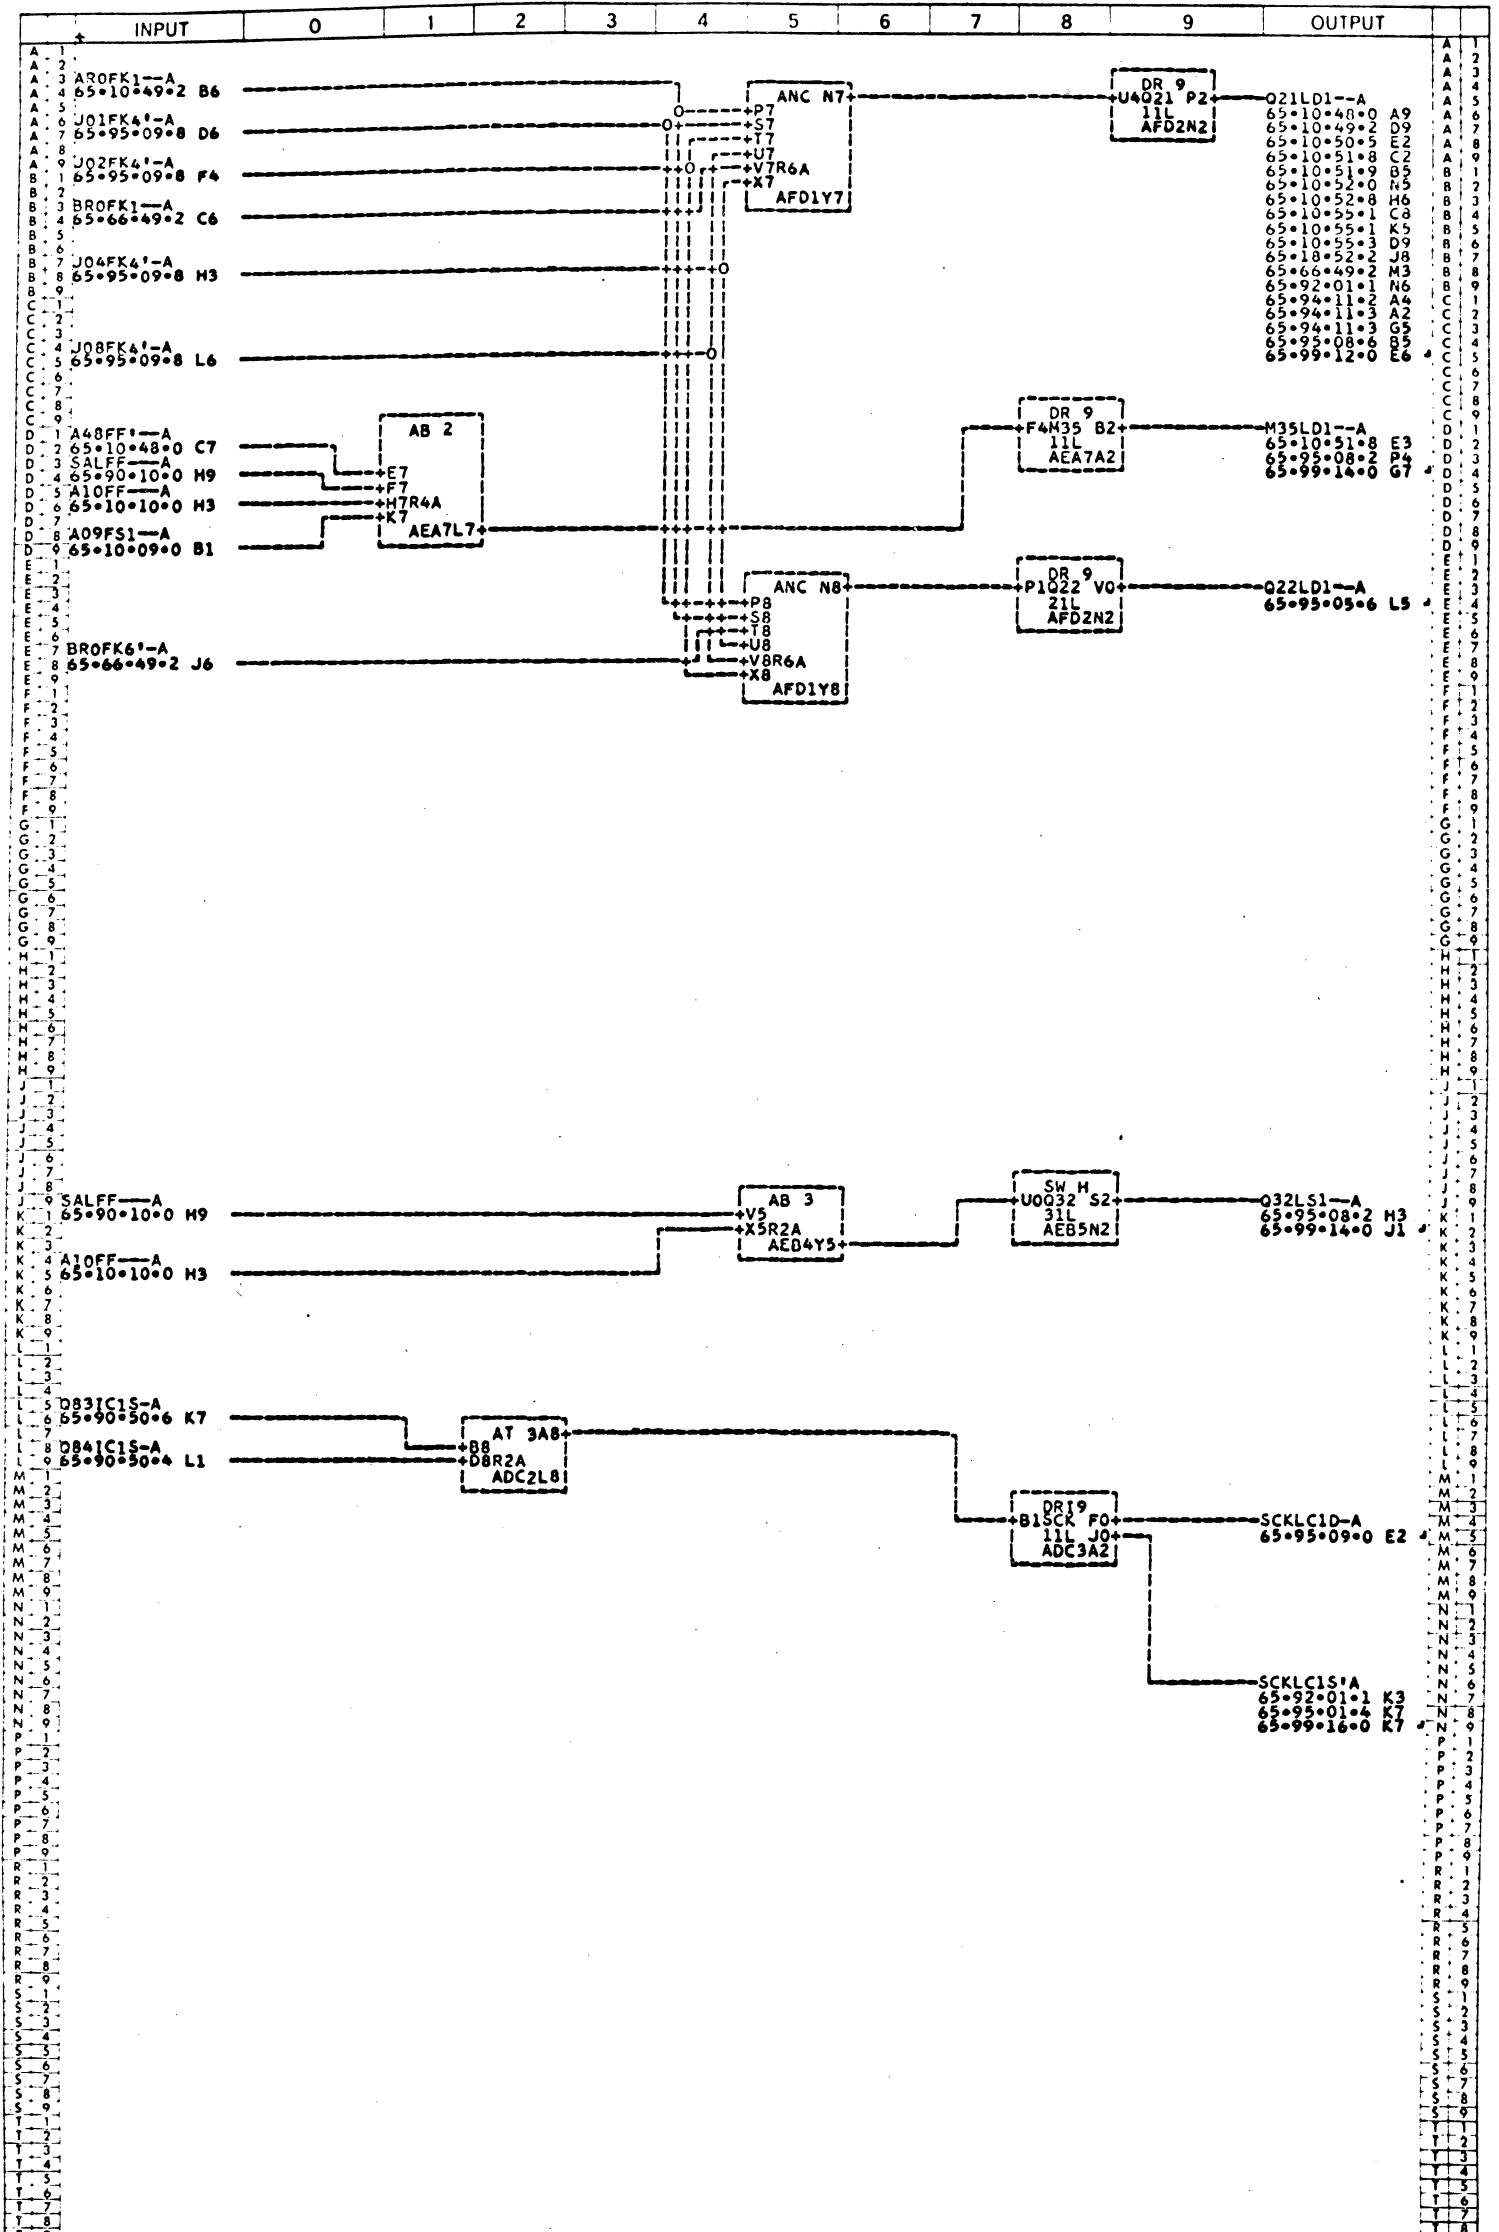 INPUT 0 1 2 3 4 5 6 7 8 9 OUTPUT
AROFK1--A
65•10•49•2 B6
J01FK4'-A
65•95•09•8 D6
J02FK4'-A
65•95•09•8 F4
BROFK1--A
65•66•49•2 C6
J04FK4'-A
65•95•09•8 H3
J08FK4'-A
65•95•09•8 L6
ANC N7+
+P7
+S7
+T7
+U7
+V7R6A
+X7
AFD1Y7
DR 9
+U4Q21 P2+
11L
AFD2N2
Q21LD1--A
65•10•48•0 A9
65•10•49•2 D9
65•10•50•5 E2
65•10•51•8 C2
65•10•51•9 B5
65•10•52•0 N5
65•10•52•8 H6
65•10•55•1 C8
65•10•55•1 K5
65•10•55•3 D9
65•18•52•2 J8
65•66•49•2 M3
65•92•01•1 N6
65•94•11•2 A4
65•94•11•3 A2
65•94•11•3 G5
65•95•08•6 B5
65•99•12•0 E6
A48FF'--A
65•10•48•0 C7
SALFF---A
65•90•10•0 H9
A10FF---A
65•10•10•0 H3
A09FS1--A
65•10•09•0 B1
AB 2
+E7
+F7
+H7R4A
+K7
AEA7L7+
DR 9
+F4M35 B2+
11L
AEA7A2
M35LD1--A
65•10•51•8 E3
65•95•08•2 P4
65•99•14•0 G7
BROFK6'-A
65•66•49•2 J6
ANC N8+
+P8
+S8
+T8
+U8
+V8R6A
+X8
AFD1Y8
DR 9
+P1Q22 V0+
21L
AFD2N2
Q22LD1--A
65•95•05•6 L5
SALFF---A
65•90•10•0 H9
A10FF---A
65•10•10•0 H3
AB 3
+V5
+X5R2A
AEB4Y5+
SW H
+U0Q32 S2+
31L
AEB5N2
Q32LS1--A
65•95•08•2 H3
65•99•14•0 J1
Q83IC1S-A
65•90•50•6 K7
Q84IC1S-A
65•90•50•4 L1
AT 3A8+
+B8
+D8R2A
ADC2L8
DRI9
+B1SCK F0+
11L J0+
ADC3A2
SCKLC1D-A
65•95•09•0 E2
SCKLC1S'A
65•92•01•1 K3
65•95•01•4 K7
65•99•16•0 K7